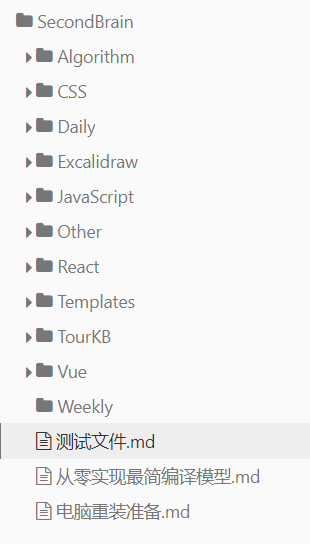 SecondBrain
Algorithm
CSS
Daily
Excalidraw
JavaScript
Other
React
Templates
TourKB
Vue
Weekly
测试文件.md
从零实现最简编译模型.md
电脑重装准备.md